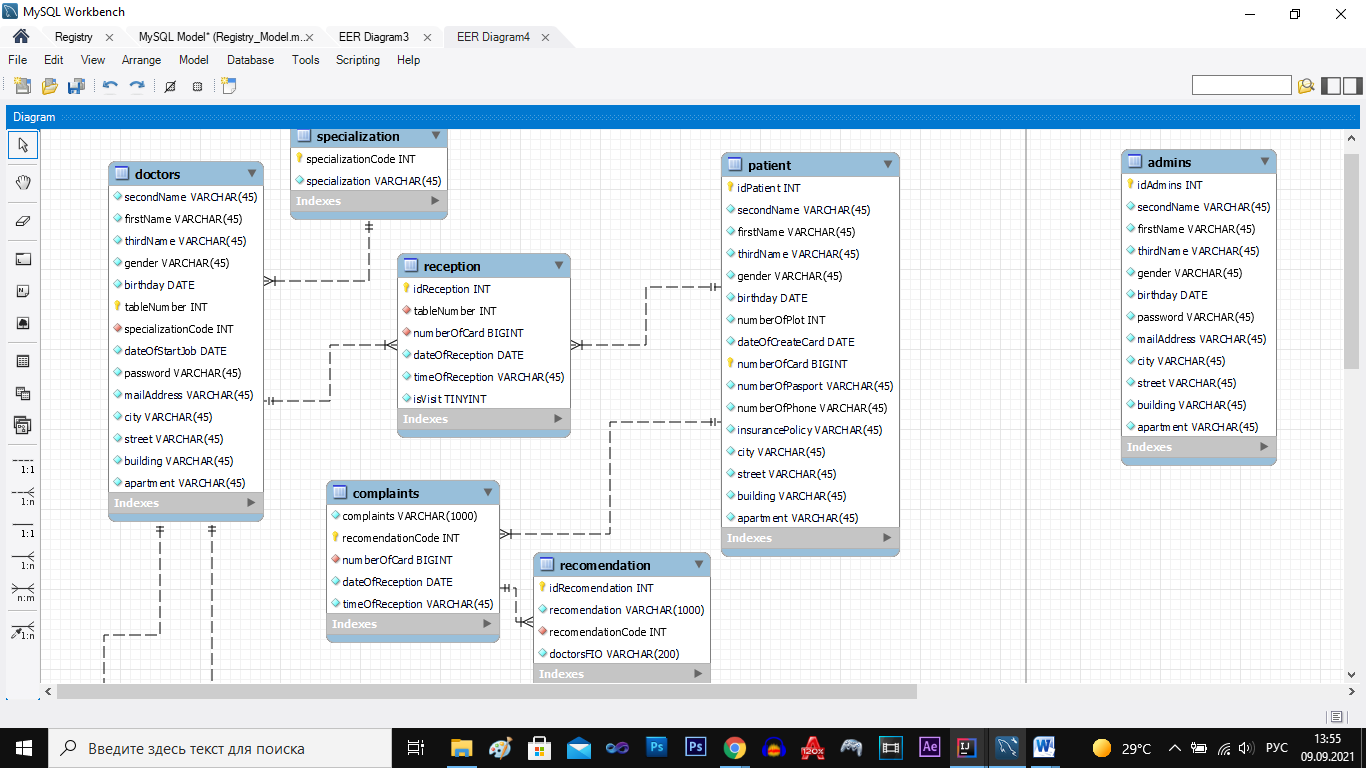 MySQL Workbench
Registry
MySQL Model* (Registry_Model.m...
EER Diagram3
EER Diagram4
File Edit View Arrange Model Database Tools Scripting Help
Diagram
specialization
specializationCode INT
specialization VARCHAR(45)
Indexes
doctors
secondName VARCHAR(45)
firstName VARCHAR(45)
thirdName VARCHAR(45)
gender VARCHAR(45)
birthday DATE
tableNumber INT
specializationCode INT
dateOfStartJob DATE
password VARCHAR(45)
mailAddress VARCHAR(45)
city VARCHAR(45)
street VARCHAR(45)
building VARCHAR(45)
apartment VARCHAR(45)
Indexes
reception
idReception INT
tableNumber INT
numberOfCard BIGINT
dateOfReception DATE
timeOfReception VARCHAR(45)
isVisit TINYINT
Indexes
complaints
complaints VARCHAR(1000)
recomendationCode INT
numberOfCard BIGINT
dateOfReception DATE
timeOfReception VARCHAR(45)
Indexes
recomendation
idRecomendation INT
recomendation VARCHAR(1000)
recomendationCode INT
doctorsFIO VARCHAR(200)
Indexes
patient
idPatient INT
secondName VARCHAR(45)
firstName VARCHAR(45)
thirdName VARCHAR(45)
gender VARCHAR(45)
birthday DATE
numberOfPlot INT
dateOfCreateCard DATE
numberOfCard BIGINT
numberOfPasport VARCHAR(45)
numberOfPhone VARCHAR(45)
insurancePolicy VARCHAR(45)
city VARCHAR(45)
street VARCHAR(45)
building VARCHAR(45)
apartment VARCHAR(45)
Indexes
admins
idAdmins INT
secondName VARCHAR(45)
firstName VARCHAR(45)
thirdName VARCHAR(45)
gender VARCHAR(45)
birthday DATE
password VARCHAR(45)
mailAddress VARCHAR(45)
city VARCHAR(45)
street VARCHAR(45)
building VARCHAR(45)
apartment VARCHAR(45)
Indexes
1:1
1:n
1:1
1:n
n:m
1:n
Введите здесь текст для поиска
Ps
Ps
120%
Ae
IJ
W
29°C
РУС
13:55
09.09.2021